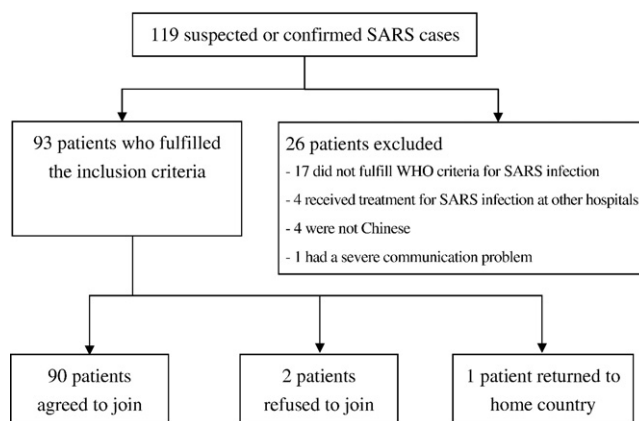 119 suspected or confirmed SARS cases
93 patients who fulfilled
the inclusion criteria
26 patients excluded
- 17 did not fulfill WHO criteria for SARS infection
- 4 received treatment for SARS infection at other hospitals
- 4 were not Chinese
- 1 had a severe communication problem
90 patients
agreed to join
2 patients
refused to join
1 patient returned to
home country